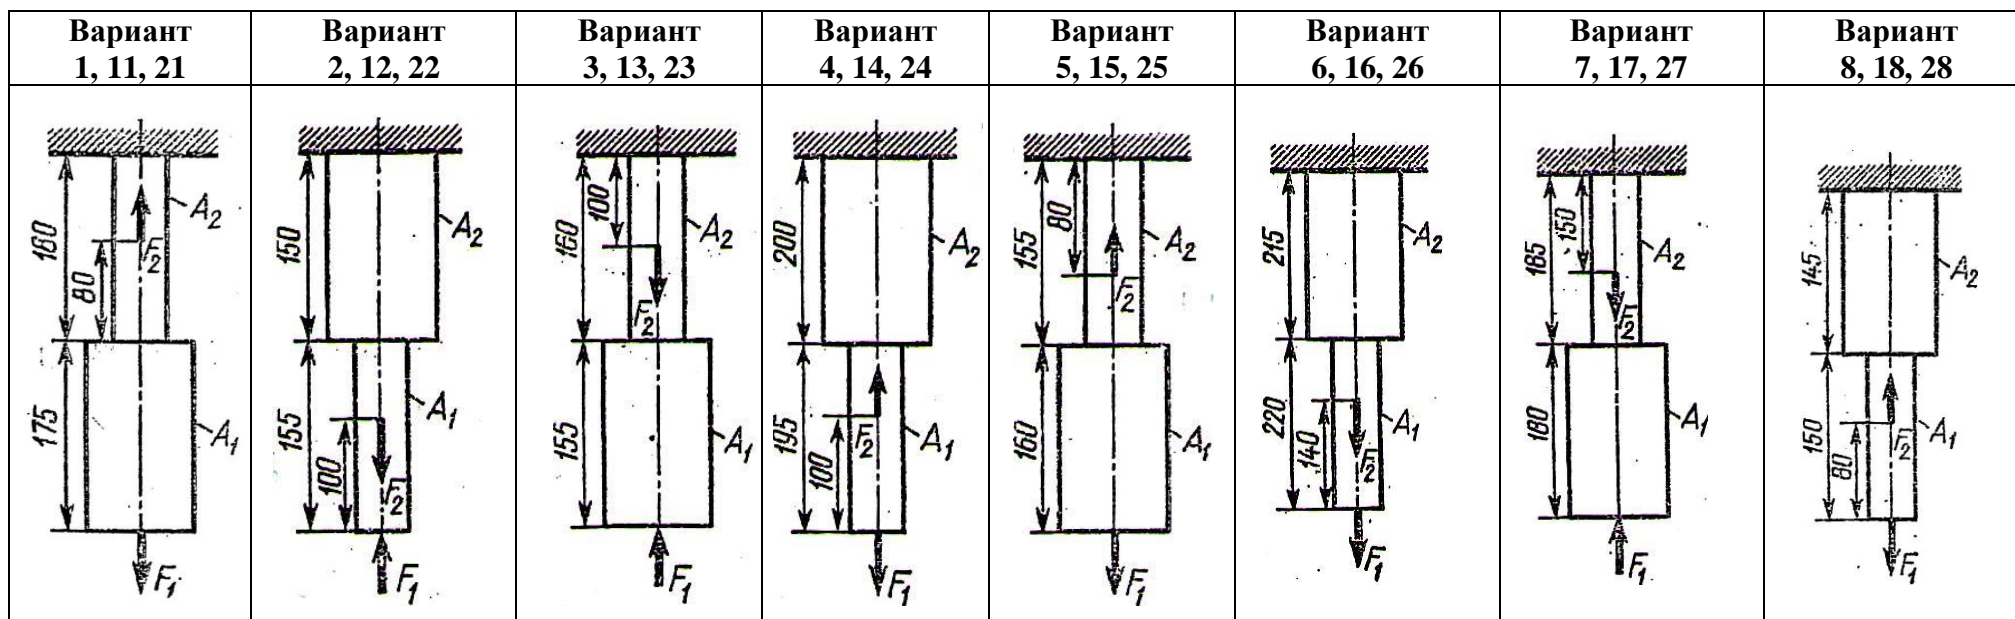 Вариант
1, 11, 21
Вариант
2, 12, 22
Вариант
3, 13, 23
Вариант
4, 14, 24
Вариант
5, 15, 25
Вариант
6, 16, 26
Вариант
7, 17, 27
Вариант
8, 18, 28
160
80
F₂
A₂
175
A₁
F₁
150
A₂
155
100
F₂
A₁
F₁
160
100
F₂
A₂
155
A₁
F₁
200
A₂
195
100
F₂
A₁
F₁
155
80
F₂
A₂
160
A₁
F₁
215
A₂
220
140
F₂
A₁
F₁
185
150
F₂
A₂
180
A₁
F₁
145
A₂
150
80
F₂
A₁
F₁